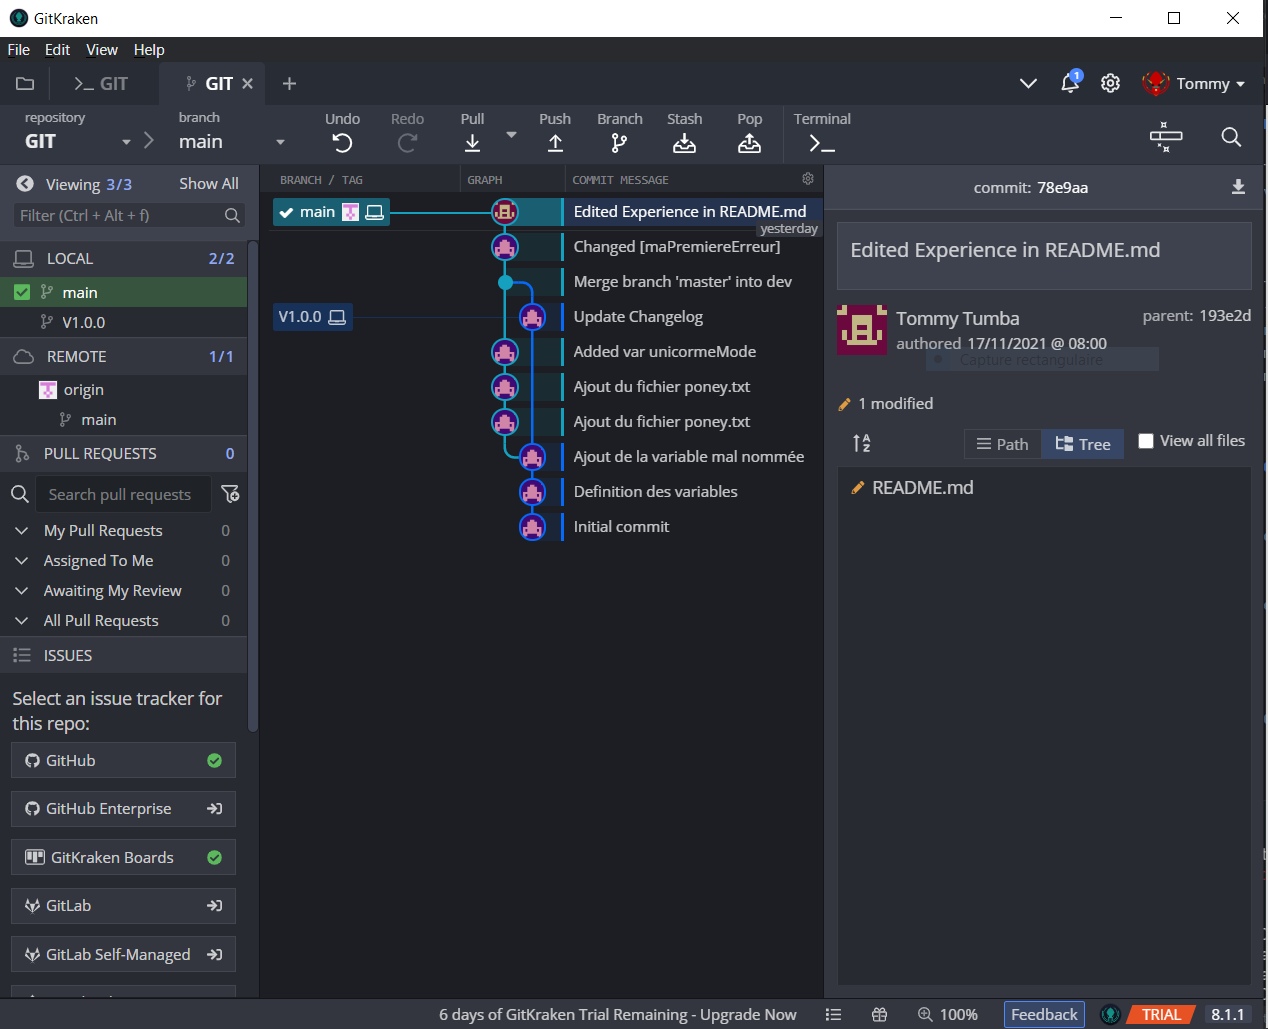 GitKraken
File Edit View Help
GIT GIT Tommy
1
repository branch Undo Redo Pull Push Branch Stash Pop Terminal
GIT main
Viewing 3/3 Show All
Filter (Ctrl + Alt + f)
LOCAL 2/2
main
V1.0.0
REMOTE 1/1
origin
main
PULL REQUESTS 0
Search pull requests
My Pull Requests 0
Assigned To Me 0
Awaiting My Review 0
All Pull Requests 0
ISSUES
Select an issue tracker for
this repo:
GitHub
GitHub Enterprise
GitKraken Boards
GitLab
GitLab Self-Managed
BRANCH / TAG GRAPH COMMIT MESSAGE
main Edited Experience in README.md
yesterday
Changed [maPremiereErreur]
Merge branch 'master' into dev
V1.0.0 Update Changelog
Added var unicormeMode
Ajout du fichier poney.txt
Ajout du fichier poney.txt
Ajout de la variable mal nommée
Definition des variables
Initial commit
commit: 78e9aa
Edited Experience in README.md
Tommy Tumba parent: 193e2d
authored 17/11/2021 @ 08:00
Capture rectangulaire
1 modified
A
Z
Path Tree View all files
README.md
6 days of GitKraken Trial Remaining - Upgrade Now 100% Feedback TRIAL 8.1.1